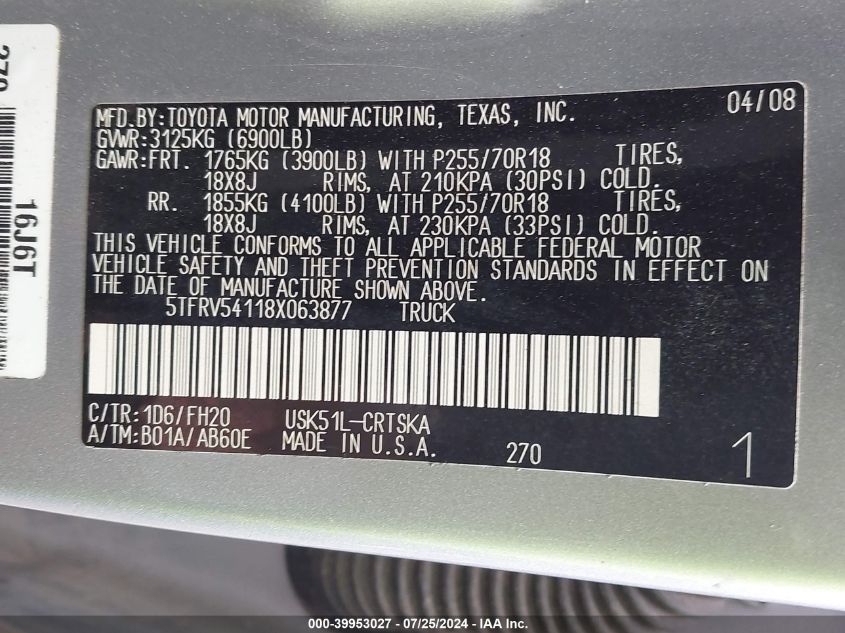 MFD.BY:TOYOTA MOTOR MANUFACTURING, TEXAS, INC. 04/08
GVWR:3125KG (6900LB)
GAWR:FRT. 1765KG (3900LB) WITH P255/70R18 TIRES,
18X8J RIMS, AT 210KPA (30PSI) COLD.
RR. 1855KG (4100LB) WITH P255/70R18 TIRES,
18X8J RIMS, AT 230KPA (33PSI) COLD.
THIS VEHICLE CONFORMS TO ALL APPLICABLE FEDERAL MOTOR
VEHICLE SAFETY AND THEFT PREVENTION STANDARDS IN EFFECT ON
THE DATE OF MANUFACTURE SHOWN ABOVE.
5TFRV54118X063877 TRUCK
C/TR:1D6/FH20 USK51L-CRTSKA
A/TM:B01A/AB60E MADE IN U.S.A. 270 1
16J6T
000-39953027 - 07/25/2024 - IAA Inc.